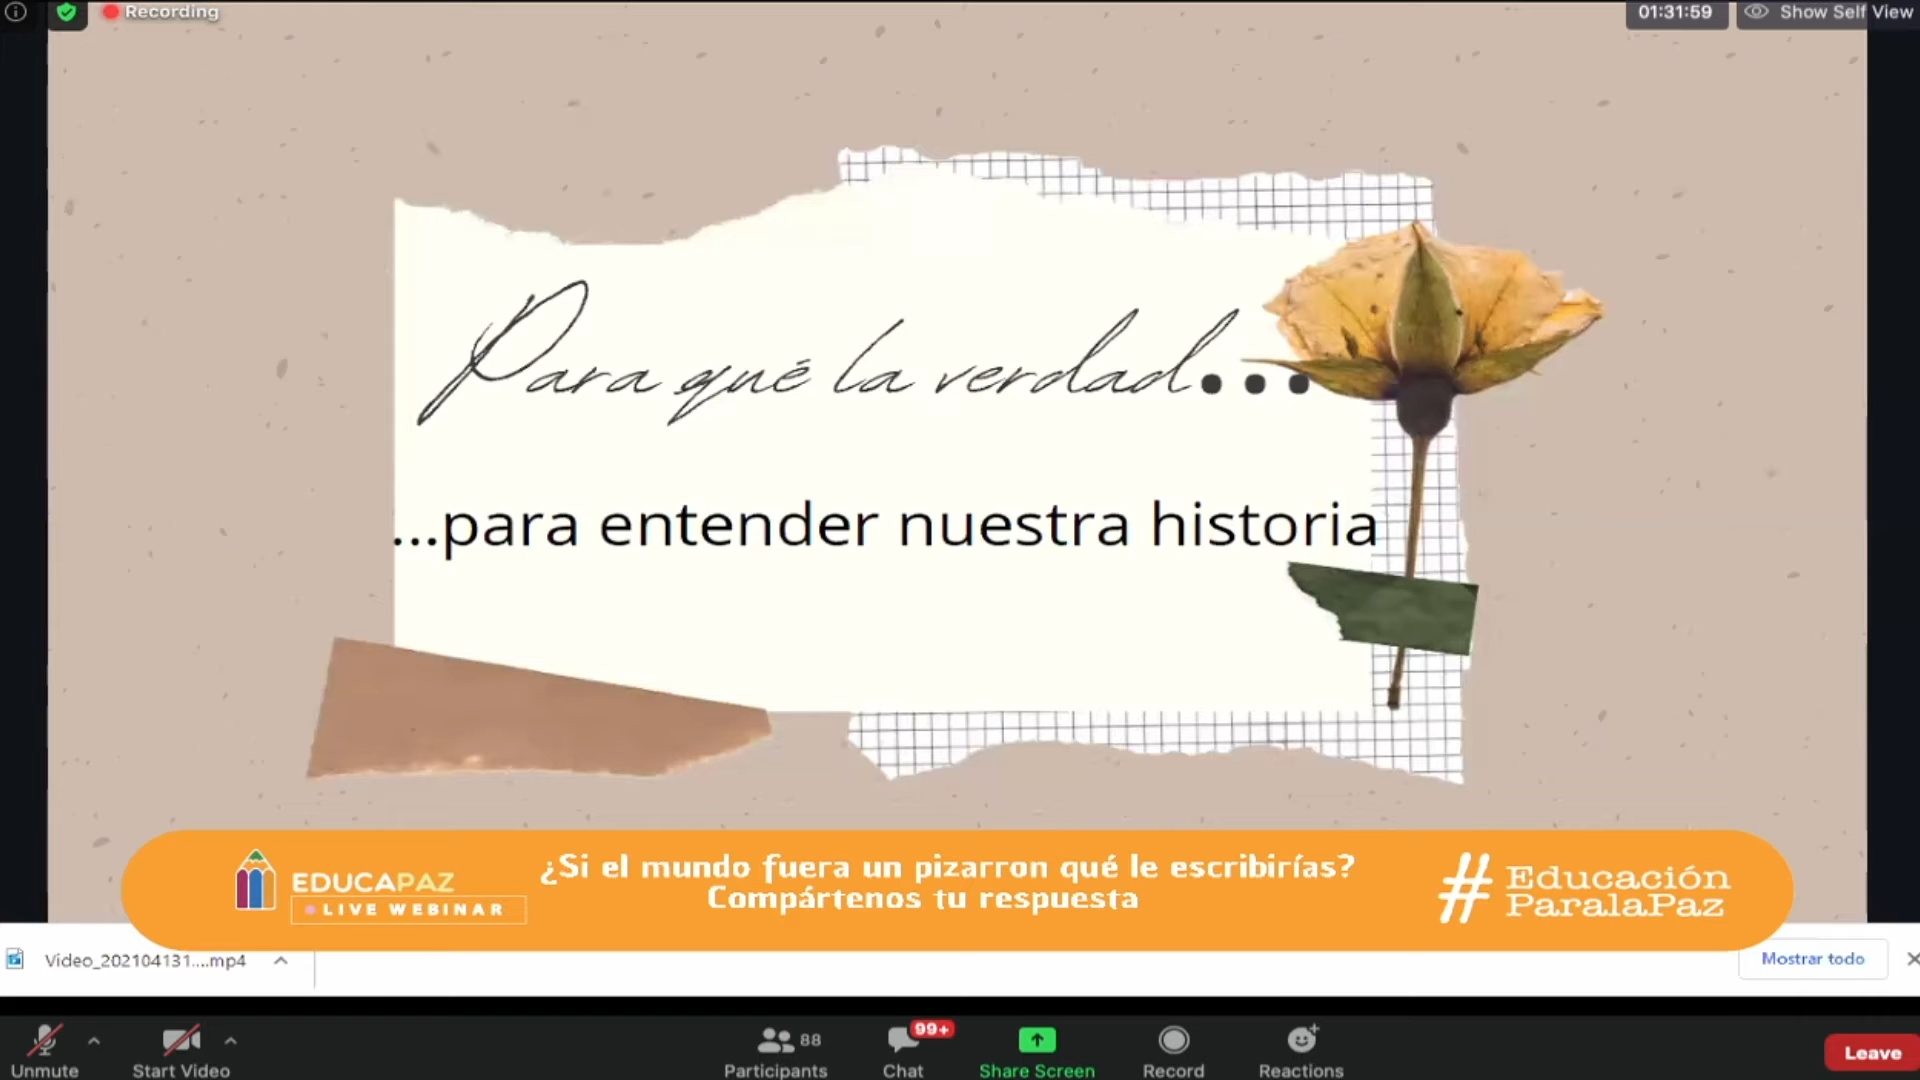 Recording
01:31:59
Show Self View
Para qué la verdad...
...para entender nuestra historia
EDUCAPAZ
LIVE WEBINAR
¿Si el mundo fuera un pizarron qué le escribirías?
Compártenos tu respuesta
# Educación
ParalaPaz
Video_202104131....mp4
Mostrar todo
Unmute
Start Video
88
Participants
99+
Chat
Share Screen
Record
Reactions
Leave